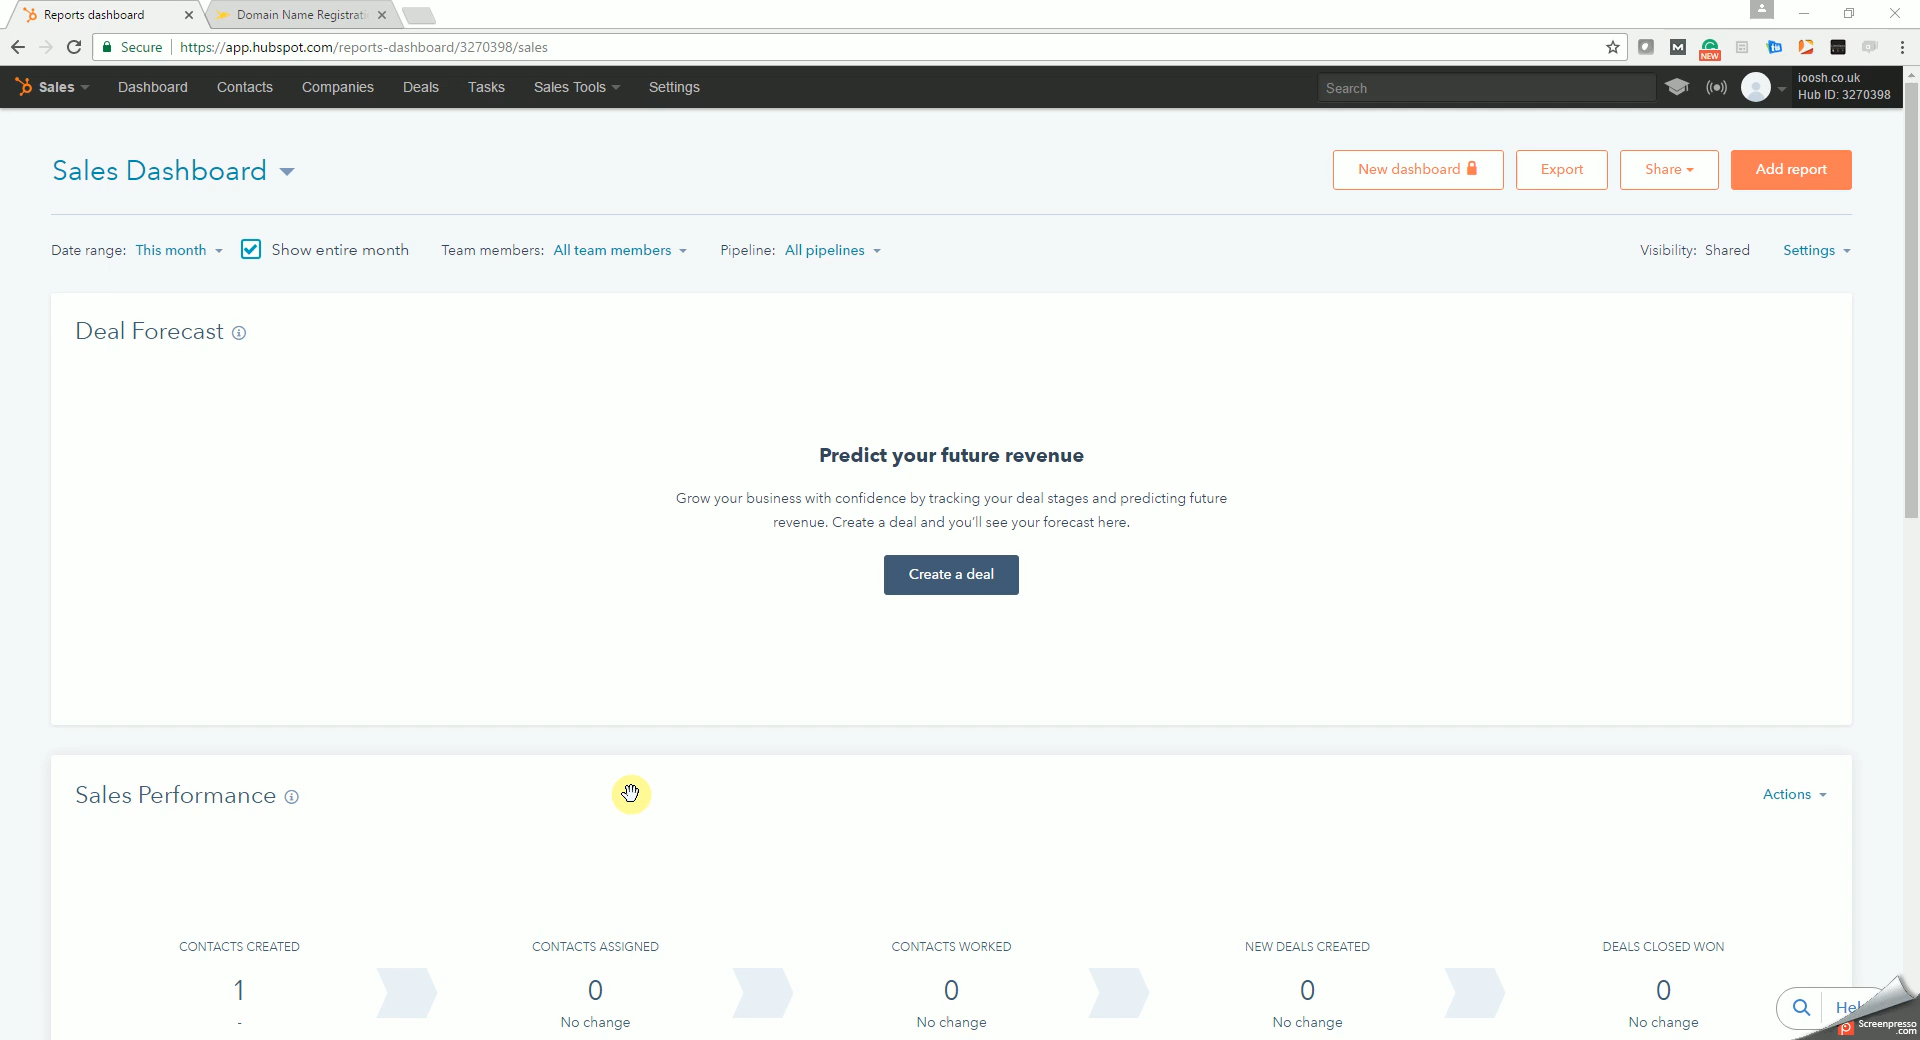 Reports dashboard
Domain Name Registrati
Secure https://app.hubspot.com/reports-dashboard/3270398/sales
NEW
Sales Dashboard Contacts Companies Deals Tasks Sales Tools Settings
Search
ioosh.co.uk
Hub ID: 3270398
Sales Dashboard
New dashboard Export Share Add report
Date range: This month Show entire month Team members: All team members Pipeline: All pipelines Visibility: Shared Settings
Deal Forecast
Predict your future revenue
Grow your business with confidence by tracking your deal stages and predicting future
revenue. Create a deal and you'll see your forecast here.
Create a deal
Sales Performance
Actions
CONTACTS CREATED CONTACTS ASSIGNED CONTACTS WORKED NEW DEALS CREATED DEALS CLOSED WON
1 0 0 0 0
- No change No change No change No change
Hel
Screenpresso
.com